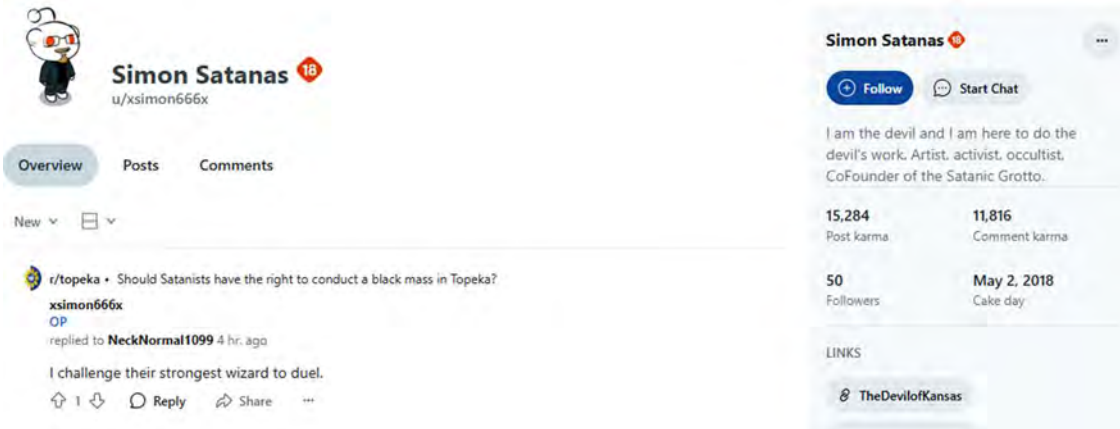 Simon Satanas 18
u/xsimon666x
Overview Posts Comments
New
r/topeka • Should Satanists have the right to conduct a black mass in Topeka?
xsimon666x
OP
replied to NeckNormal1099 4 hr. ago
I challenge their strongest wizard to duel.
1 Reply Share ...
Simon Satanas 18 ...
Follow Start Chat
I am the devil and I am here to do the
devil's work. Artist, activist, occultist,
CoFounder of the Satanic Grotto.
15,284 11,816
Post karma Comment karma
50 May 2, 2018
Followers Cake day
LINKS
TheDevilofKansas